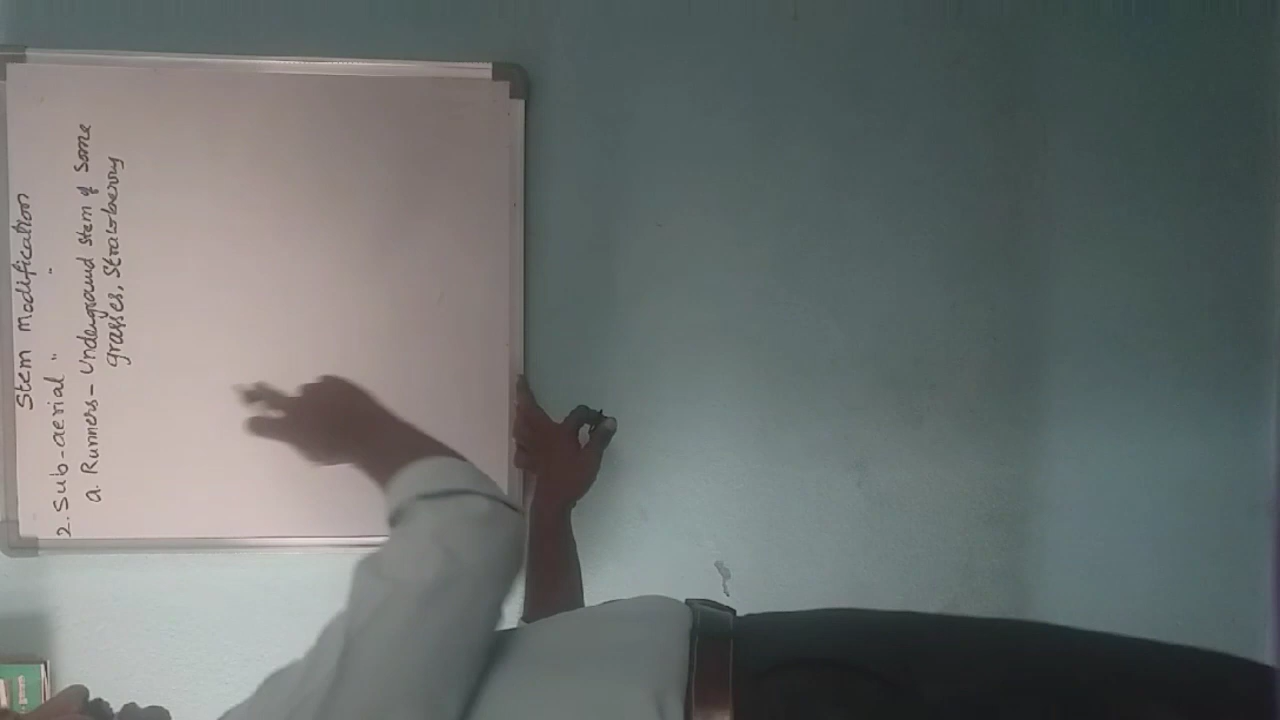 Stem Modification
2. Sub-aerial " "
a. Runners - Underground stem of some
grasses, Strawberry